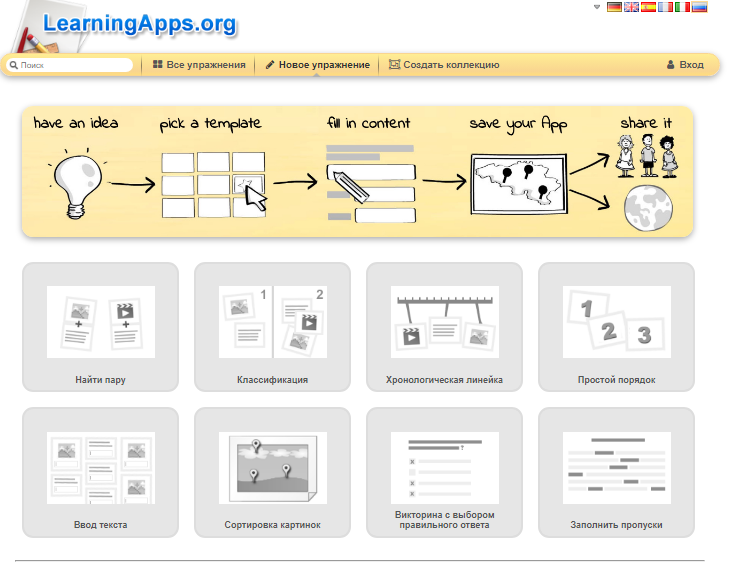 LearningApps.org
Поиск
Все упражнения
Новое упражнение
Создать коллекцию
Вход
have an idea
pick a template
fill in content
save your App
share it
1
2
1
2
3
Найти пару
Классификация
Хронологическая линейка
Простой порядок
?
Ввод текста
Сортировка картинок
Викторина с выбором
правильного ответа
Заполнить пропуски